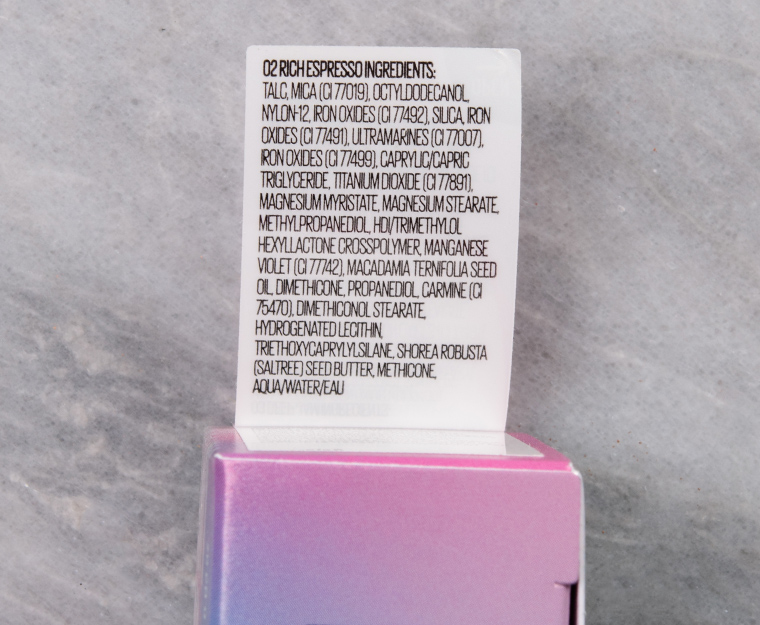 02 RICH ESPRESSO INGREDIENTS:
TALC, MICA (CI 77019), OCTYLDODECANOL,
NYLON-12, IRON OXIDES (CI 77492), SILICA, IRON
OXIDES (CI 77491), ULTRAMARINES (CI 77007),
IRON OXIDES (CI 77499), CAPRYLIC/CAPRIC
TRIGLYCERIDE, TITANIUM DIOXIDE (CI 77891),
MAGNESIUM MYRISTATE, MAGNESIUM STEARATE,
METHYLPROPANEDIOL, HDI/TRIMETHYLOL
HEXYLLACTONE CROSSPOLYMER, MANGANESE
VIOLET (CI 77742), MACADAMIA TERNIFOLIA SEED
OIL, DIMETHICONE, PROPANEDIOL, CARMINE (CI
75470), DIMETHICONOL STEARATE,
HYDROGENATED LECITHIN,
TRIETHOXYCAPRYLYLSILANE, SHOREA ROBUSTA
(SALTREE) SEED BUTTER, METHICONE,
AQUA/WATER/EAU